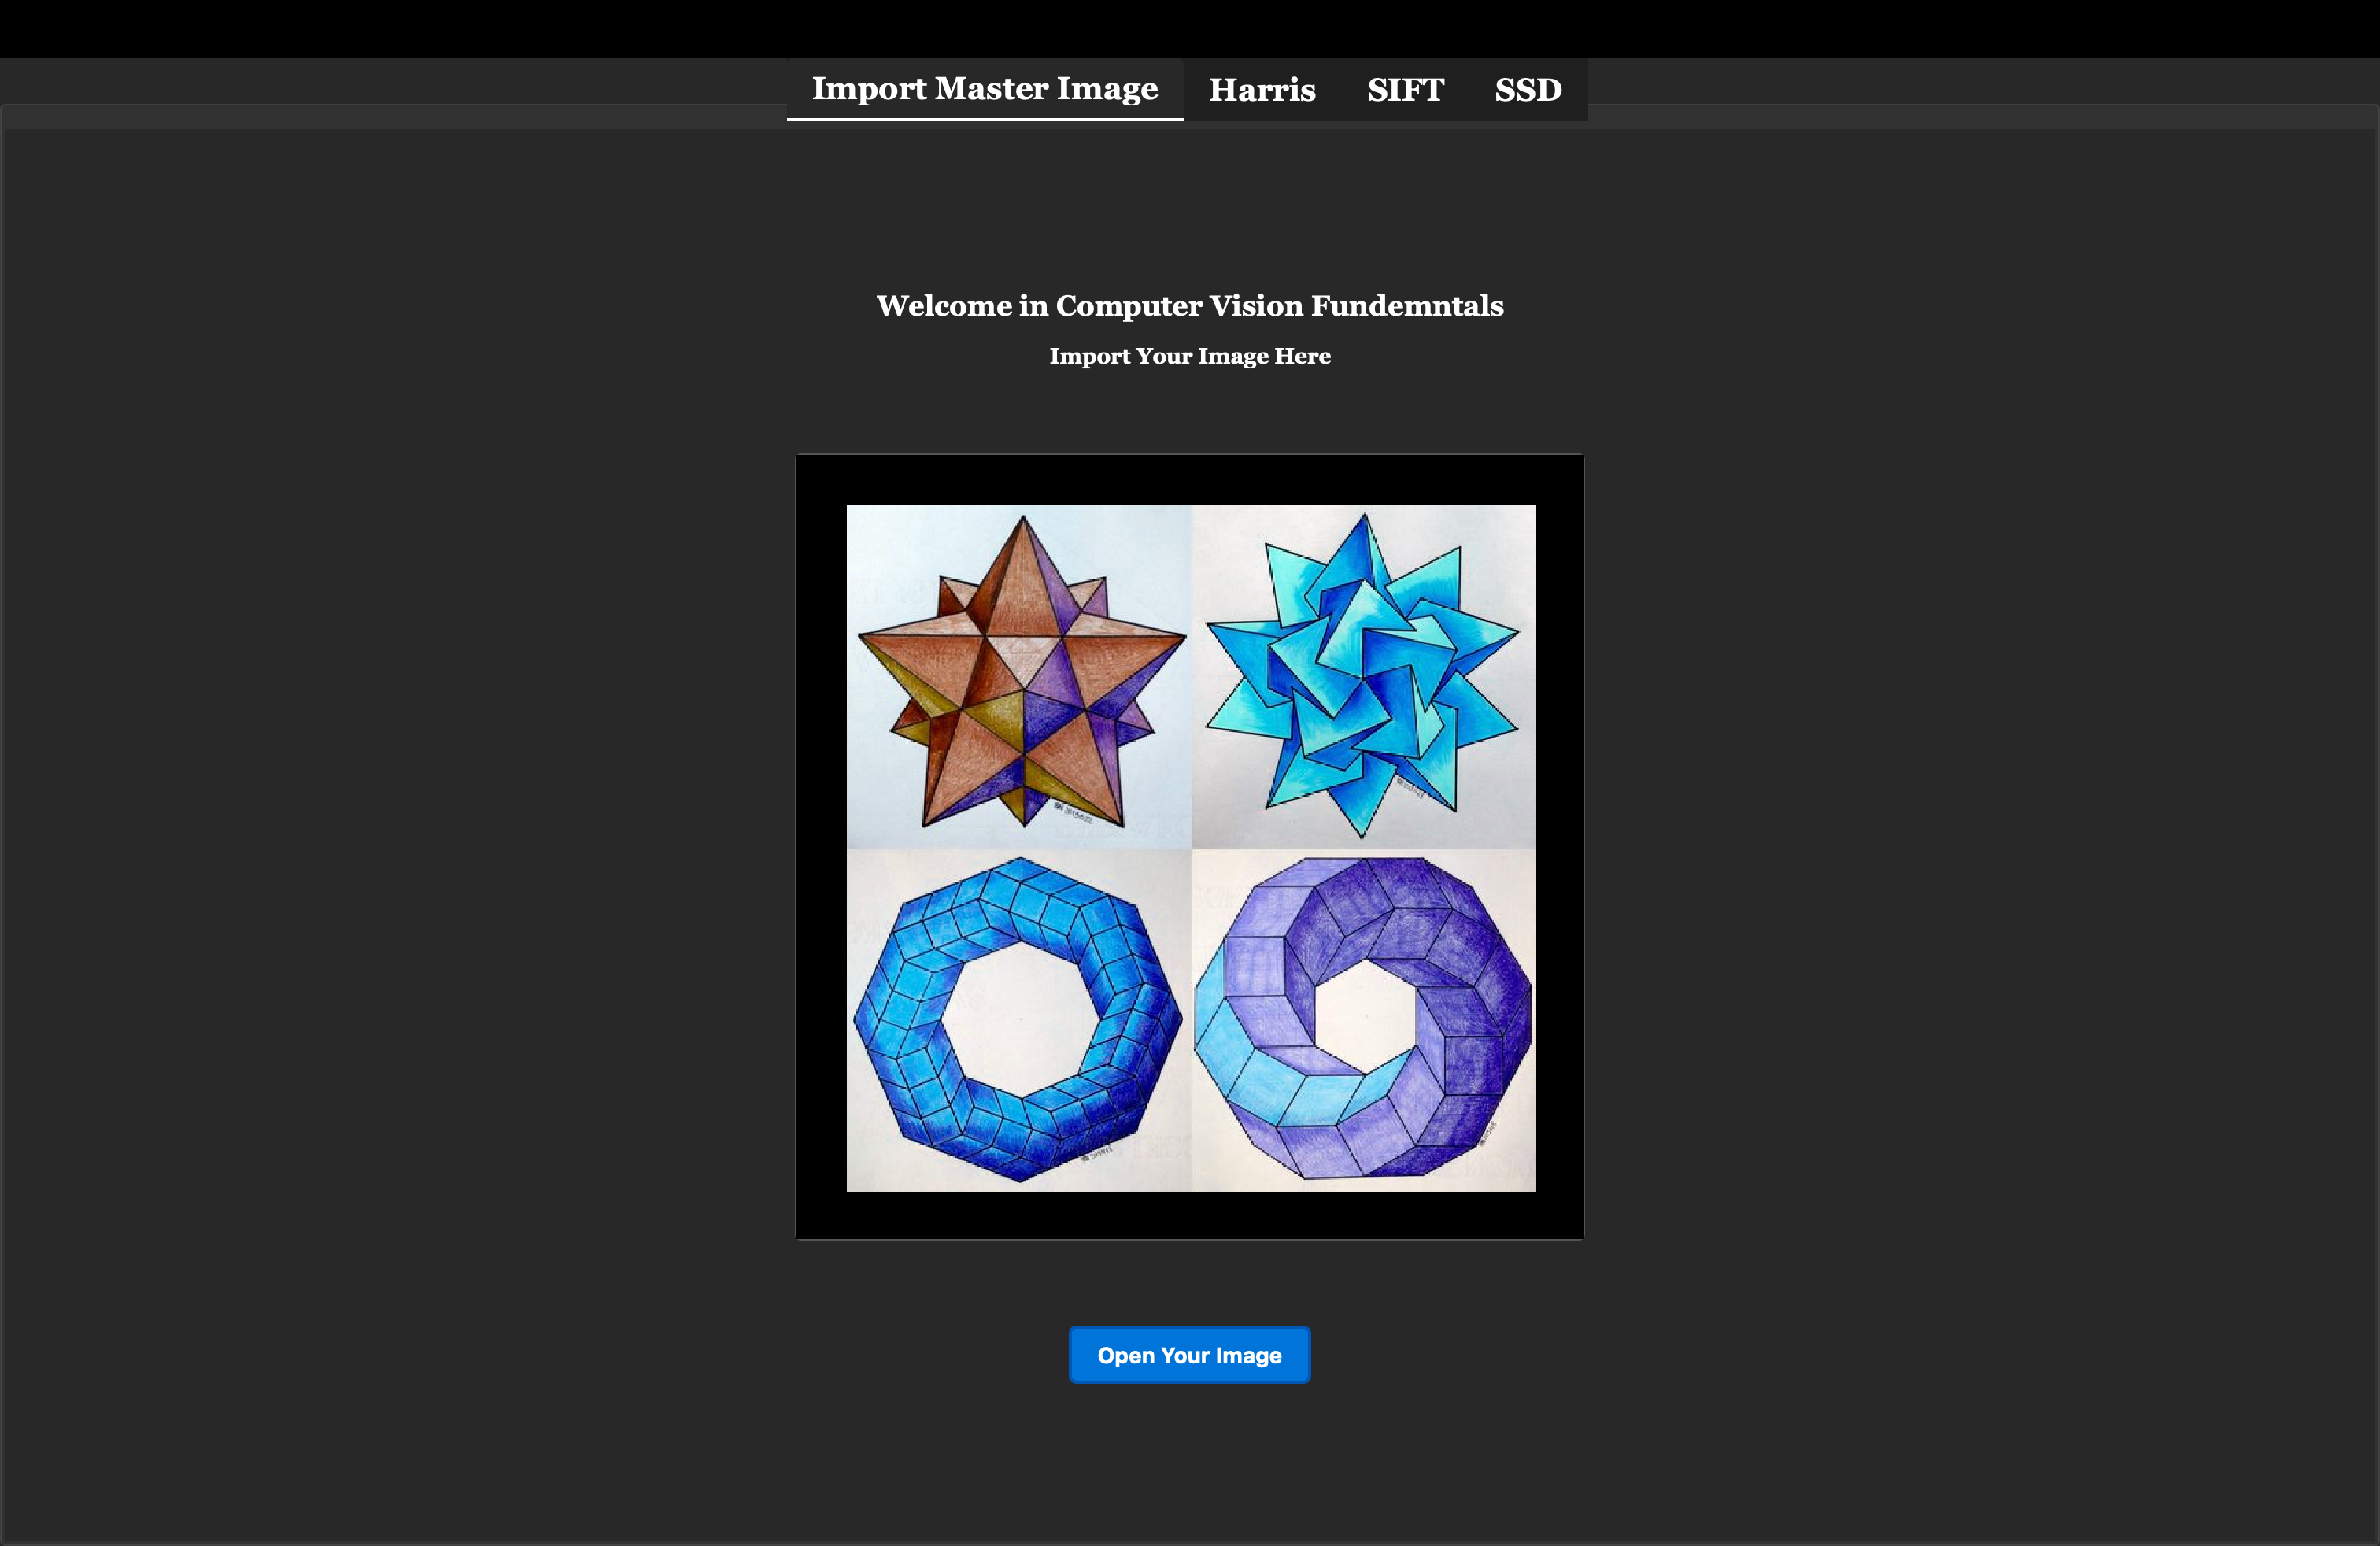 Import Master Image Harris SIFT SSD
Welcome in Computer Vision Fundemntals
Import Your Image Here
Open Your Image